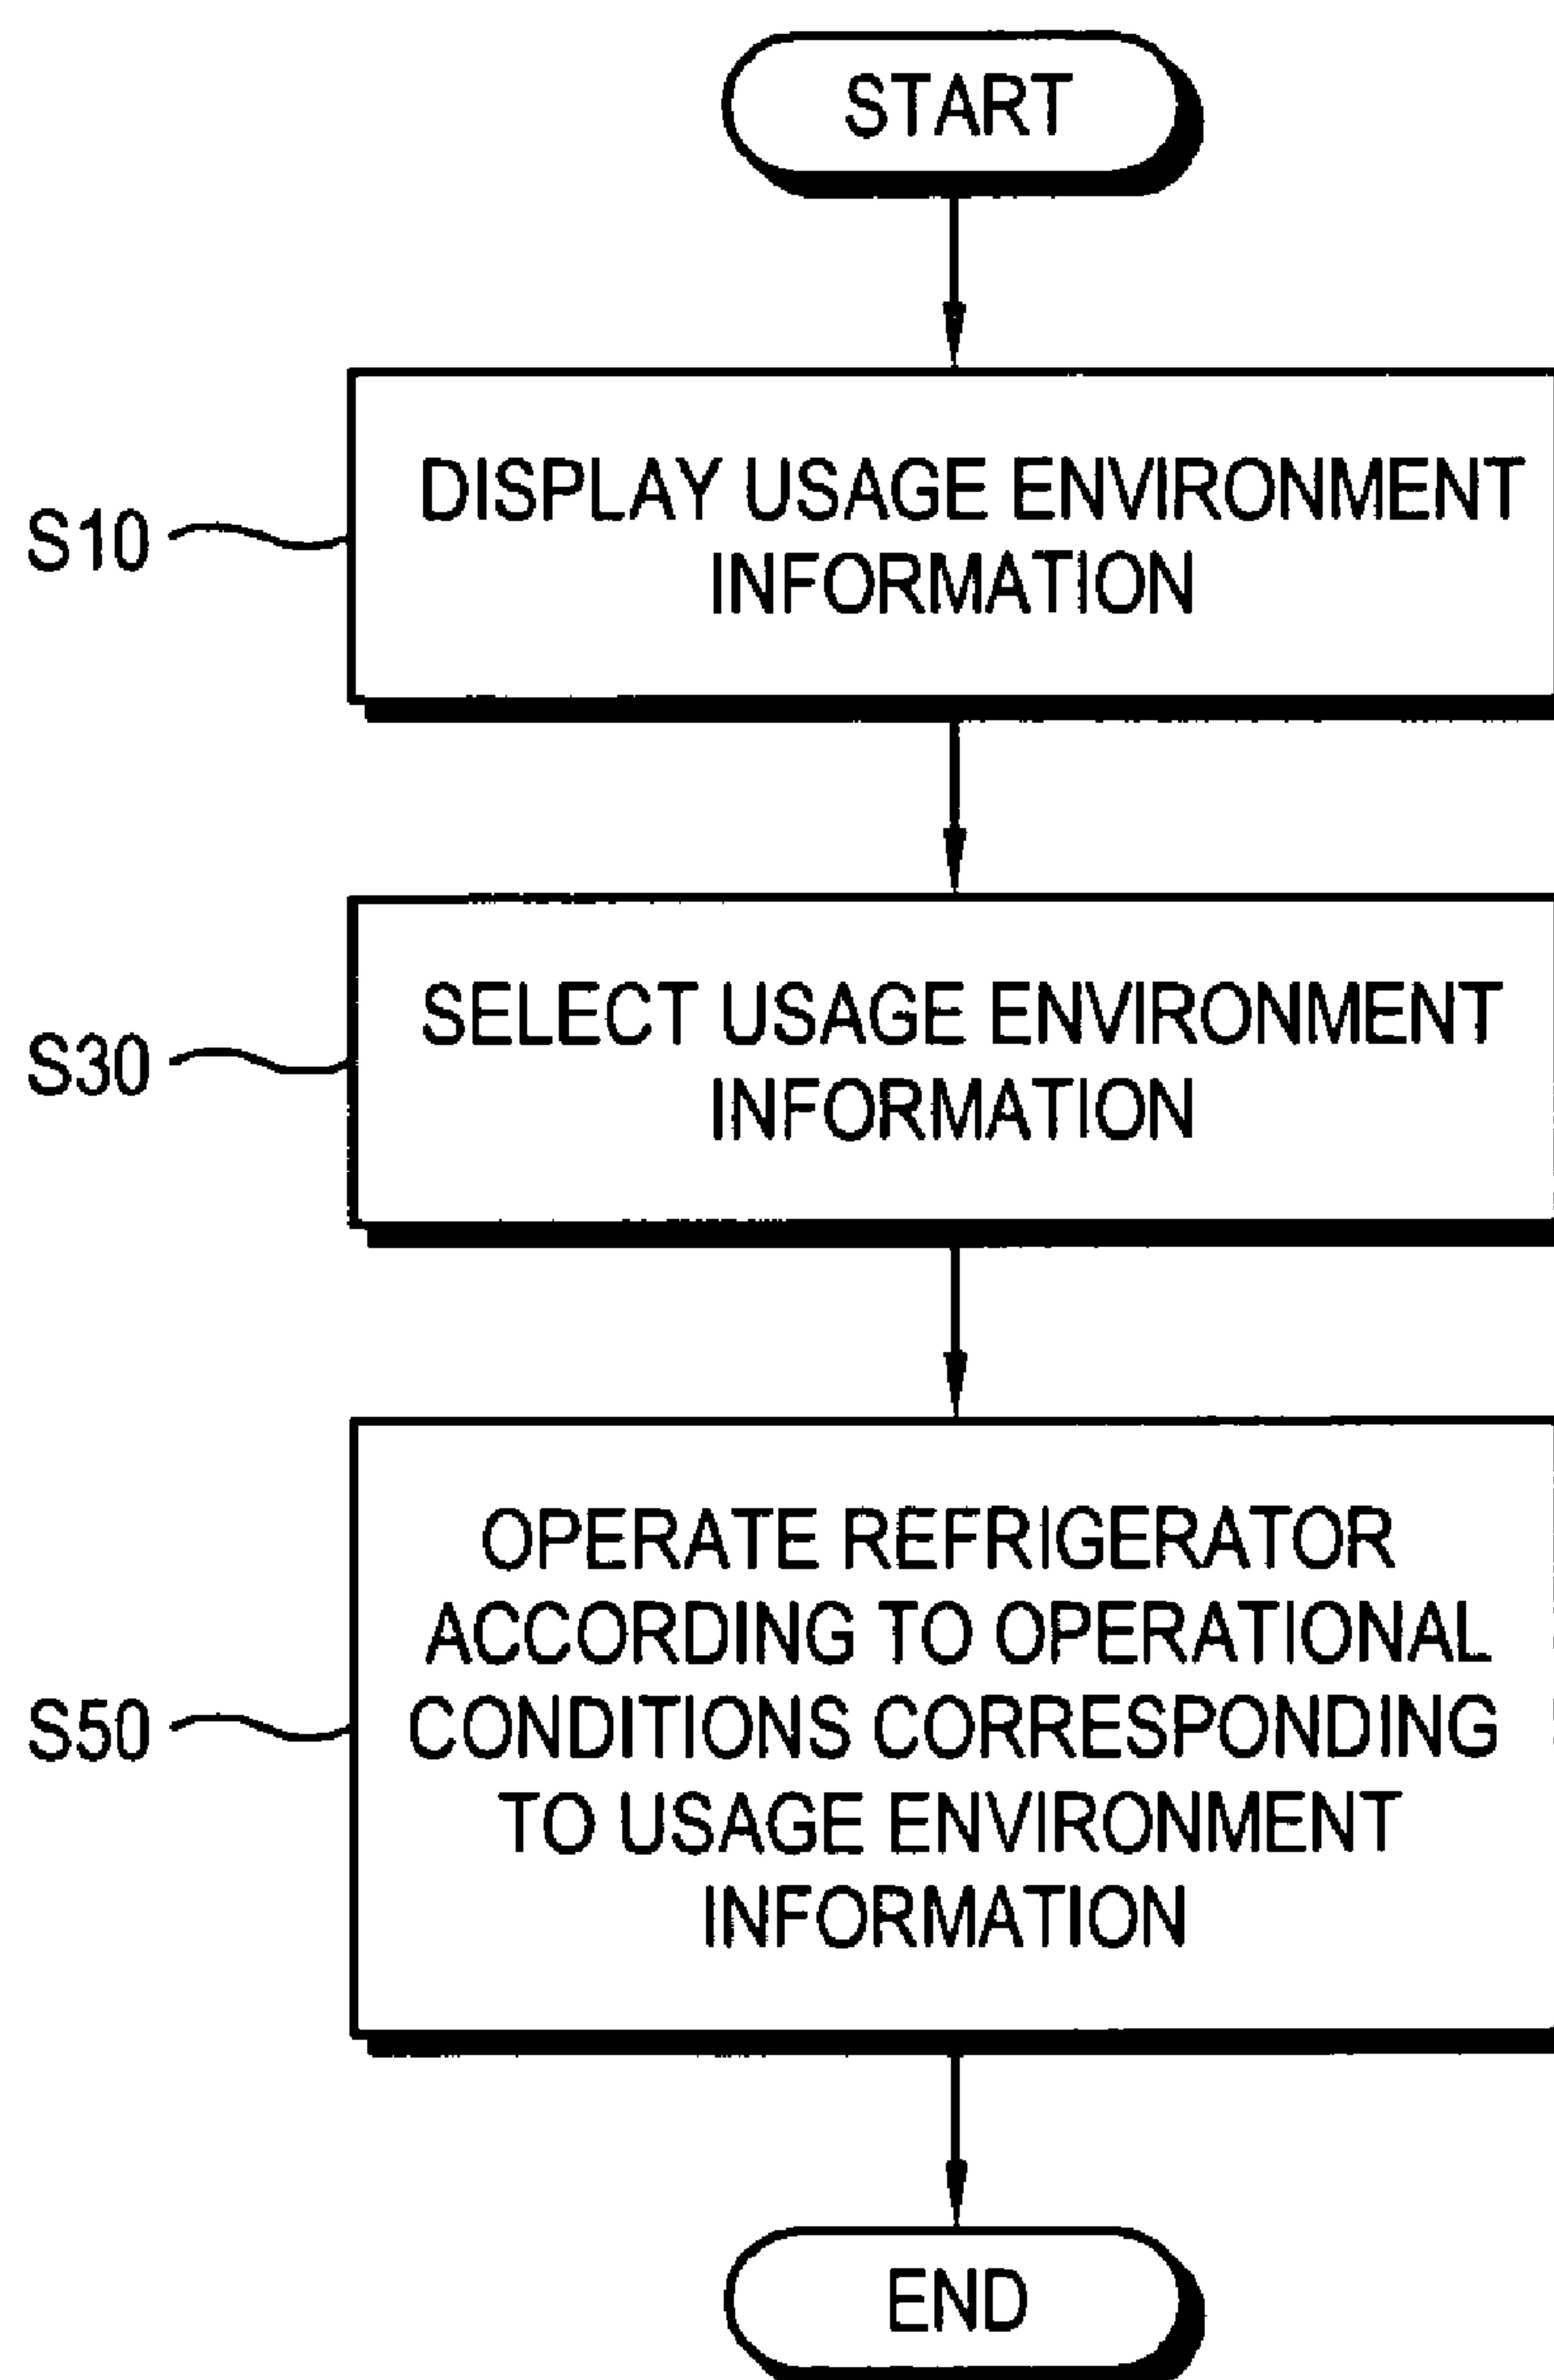 START
S10
DISPLAY USAGE ENVIRONMENT
INFORMATION
S30
SELECT USAGE ENVIRONMENT
INFORMATION
S50
OPERATE REFRIGERATOR
ACCORDING TO OPERATIONAL
CONDITIONS CORRESPONDING
TO USAGE ENVIRONMENT
INFORMATION
END